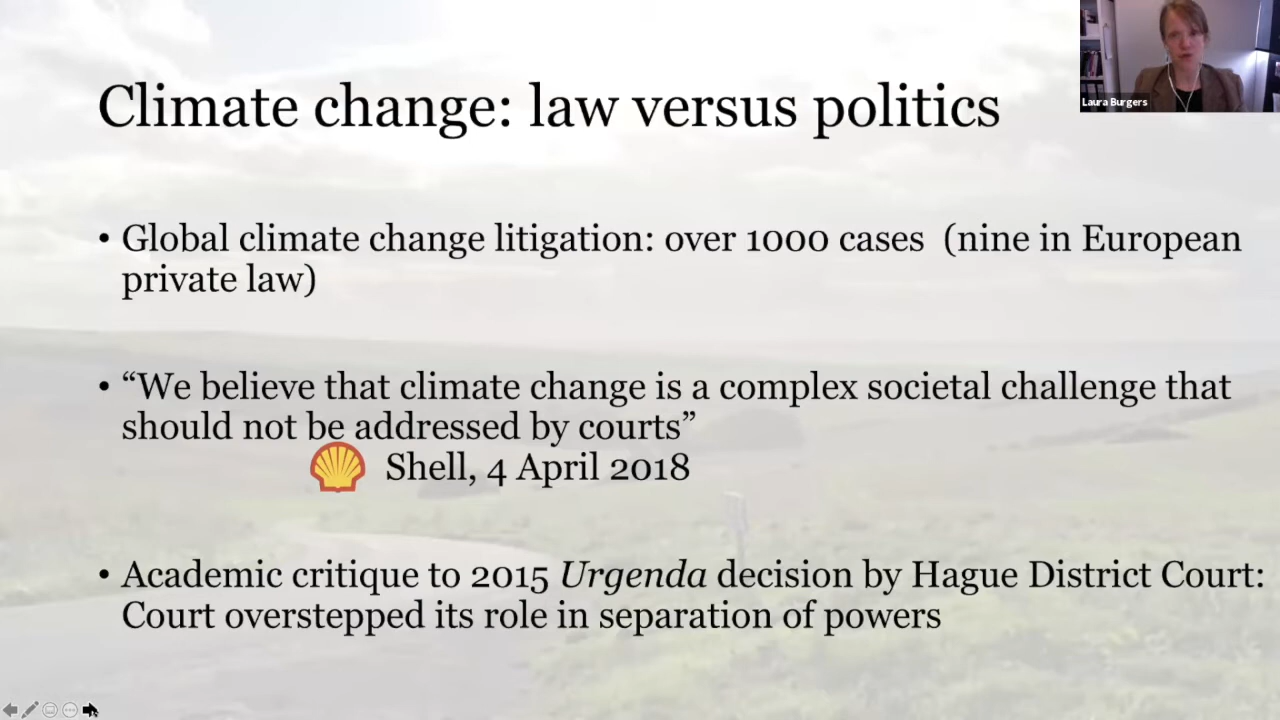 Climate change: law versus politics
Laura Burgers
• Global climate change litigation: over 1000 cases  (nine in European
private law)
• “We believe that climate change is a complex societal challenge that
should not be addressed by courts”
Shell, 4 April 2018
• Academic critique to 2015 Urgenda decision by Hague District Court:
Court overstepped its role in separation of powers